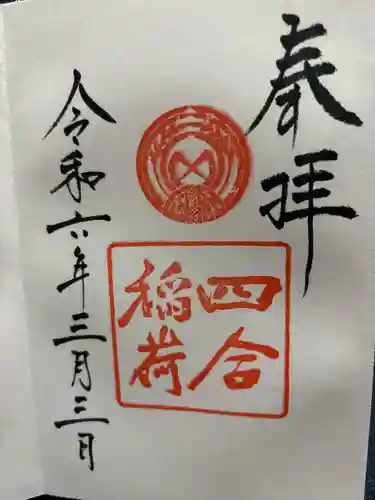 奉拝
四合
稲荷
令和六年三月三日